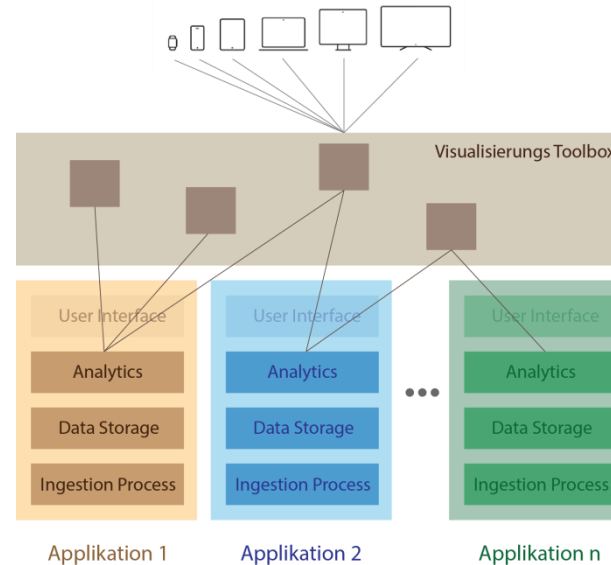 Visualisierungs Toolbox
User Interface
Analytics
Data Storage
Ingestion Process
Applikation 1
User Interface
Analytics
Data Storage
Ingestion Process
Applikation 2
User Interface
Analytics
Data Storage
Ingestion Process
Applikation n